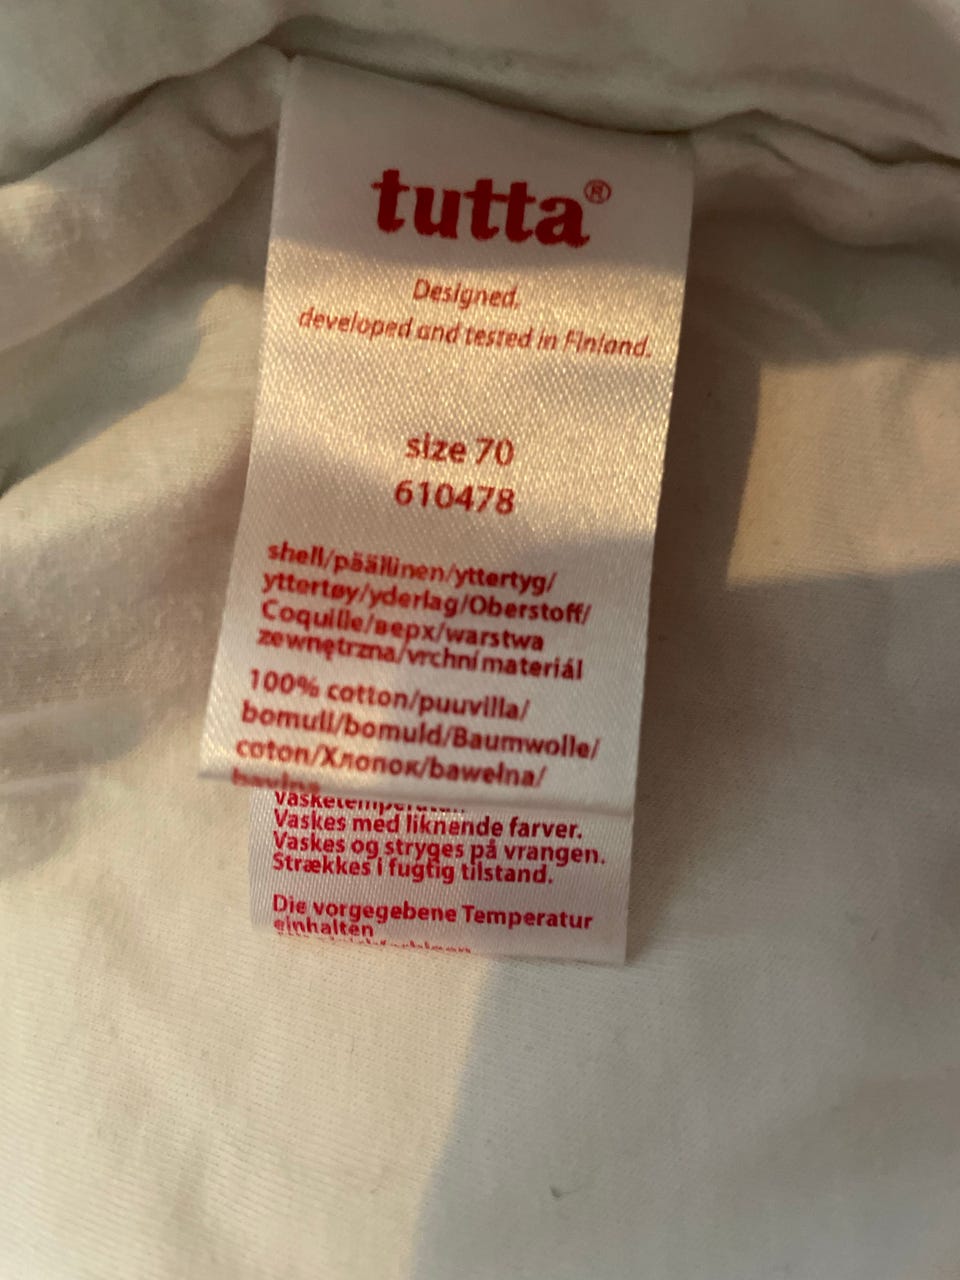 tutta®
Designed.
developed and tested in Finland.
size 70
610478
shell/päällinen/yttertyg/
yttertøy/yderlag/Oberstoff/
Coquille/верх/warstwa
zewnętrzna/vrchní materiál
100% cotton/puuvilla/
bomull/bomuld/Baumwolle/
coton/Хлопок/bawełna/
bavlna
Vaskes med liknende farver.
Vaskes og stryges på vrangen.
Strækkes i fugtig tilstand.
Die vorgegebene Temperatur
einhalten